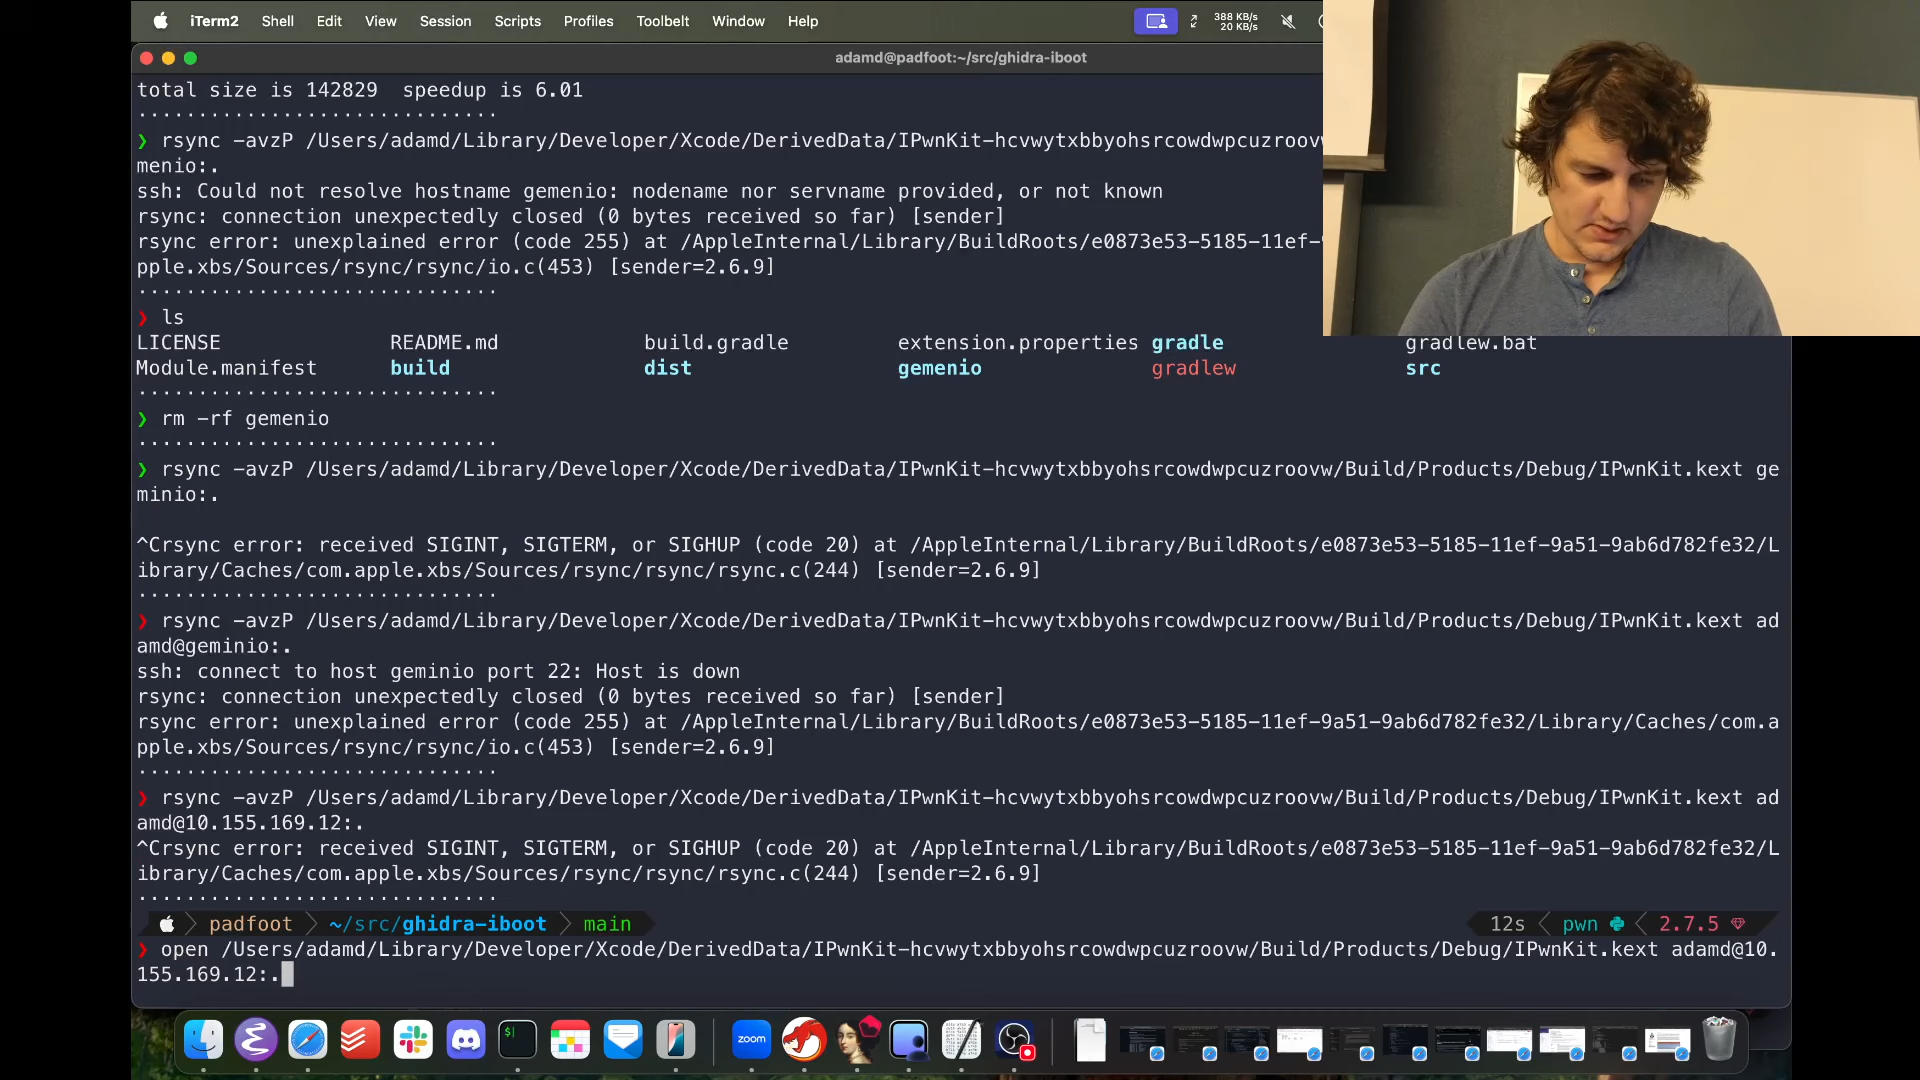 iTerm2 Shell Edit View Session Scripts Profiles Toolbelt Window Help 388 KB/s
20 KB/s
adamd@padfoot:~/src/ghidra-iboot
total size is 142829  speedup is 6.01
❯ rsync -avzP /Users/adamd/Library/Developer/Xcode/DerivedData/IPwnKit-hcvwytxbbyohsrcowdwpcuzroovw
menio:.
ssh: Could not resolve hostname gemenio: nodename nor servname provided, or not known
rsync: connection unexpectedly closed (0 bytes received so far) [sender]
rsync error: unexplained error (code 255) at /AppleInternal/Library/BuildRoots/e0873e53-5185-11ef-
pple.xbs/Sources/rsync/rsync/io.c(453) [sender=2.6.9]
❯ ls
LICENSE README.md build.gradle extension.properties gradle gradlew.bat
Module.manifest build dist gemenio gradlew src
❯ rm -rf gemenio
❯ rsync -avzP /Users/adamd/Library/Developer/Xcode/DerivedData/IPwnKit-hcvwytxbbyohsrcowdwpcuzroovw/Build/Products/Debug/IPwnKit.kext ge
minio:.
^Crsync error: received SIGINT, SIGTERM, or SIGHUP (code 20) at /AppleInternal/Library/BuildRoots/e0873e53-5185-11ef-9a51-9ab6d782fe32/L
ibrary/Caches/com.apple.xbs/Sources/rsync/rsync/rsync.c(244) [sender=2.6.9]
❯ rsync -avzP /Users/adamd/Library/Developer/Xcode/DerivedData/IPwnKit-hcvwytxbbyohsrcowdwpcuzroovw/Build/Products/Debug/IPwnKit.kext ad
amd@geminio:.
ssh: connect to host geminio port 22: Host is down
rsync: connection unexpectedly closed (0 bytes received so far) [sender]
rsync error: unexplained error (code 255) at /AppleInternal/Library/BuildRoots/e0873e53-5185-11ef-9a51-9ab6d782fe32/Library/Caches/com.a
pple.xbs/Sources/rsync/rsync/io.c(453) [sender=2.6.9]
❯ rsync -avzP /Users/adamd/Library/Developer/Xcode/DerivedData/IPwnKit-hcvwytxbbyohsrcowdwpcuzroovw/Build/Products/Debug/IPwnKit.kext ad
amd@10.155.169.12:.
^Crsync error: received SIGINT, SIGTERM, or SIGHUP (code 20) at /AppleInternal/Library/BuildRoots/e0873e53-5185-11ef-9a51-9ab6d782fe32/L
ibrary/Caches/com.apple.xbs/Sources/rsync/rsync/rsync.c(244) [sender=2.6.9]
padfoot ~/src/ghidra-iboot main 12s pwn 2.7.5
❯ open /Users/adamd/Library/Developer/Xcode/DerivedData/IPwnKit-hcvwytxbbyohsrcowdwpcuzroovw/Build/Products/Debug/IPwnKit.kext adamd@10.
155.169.12:.
$
zoom